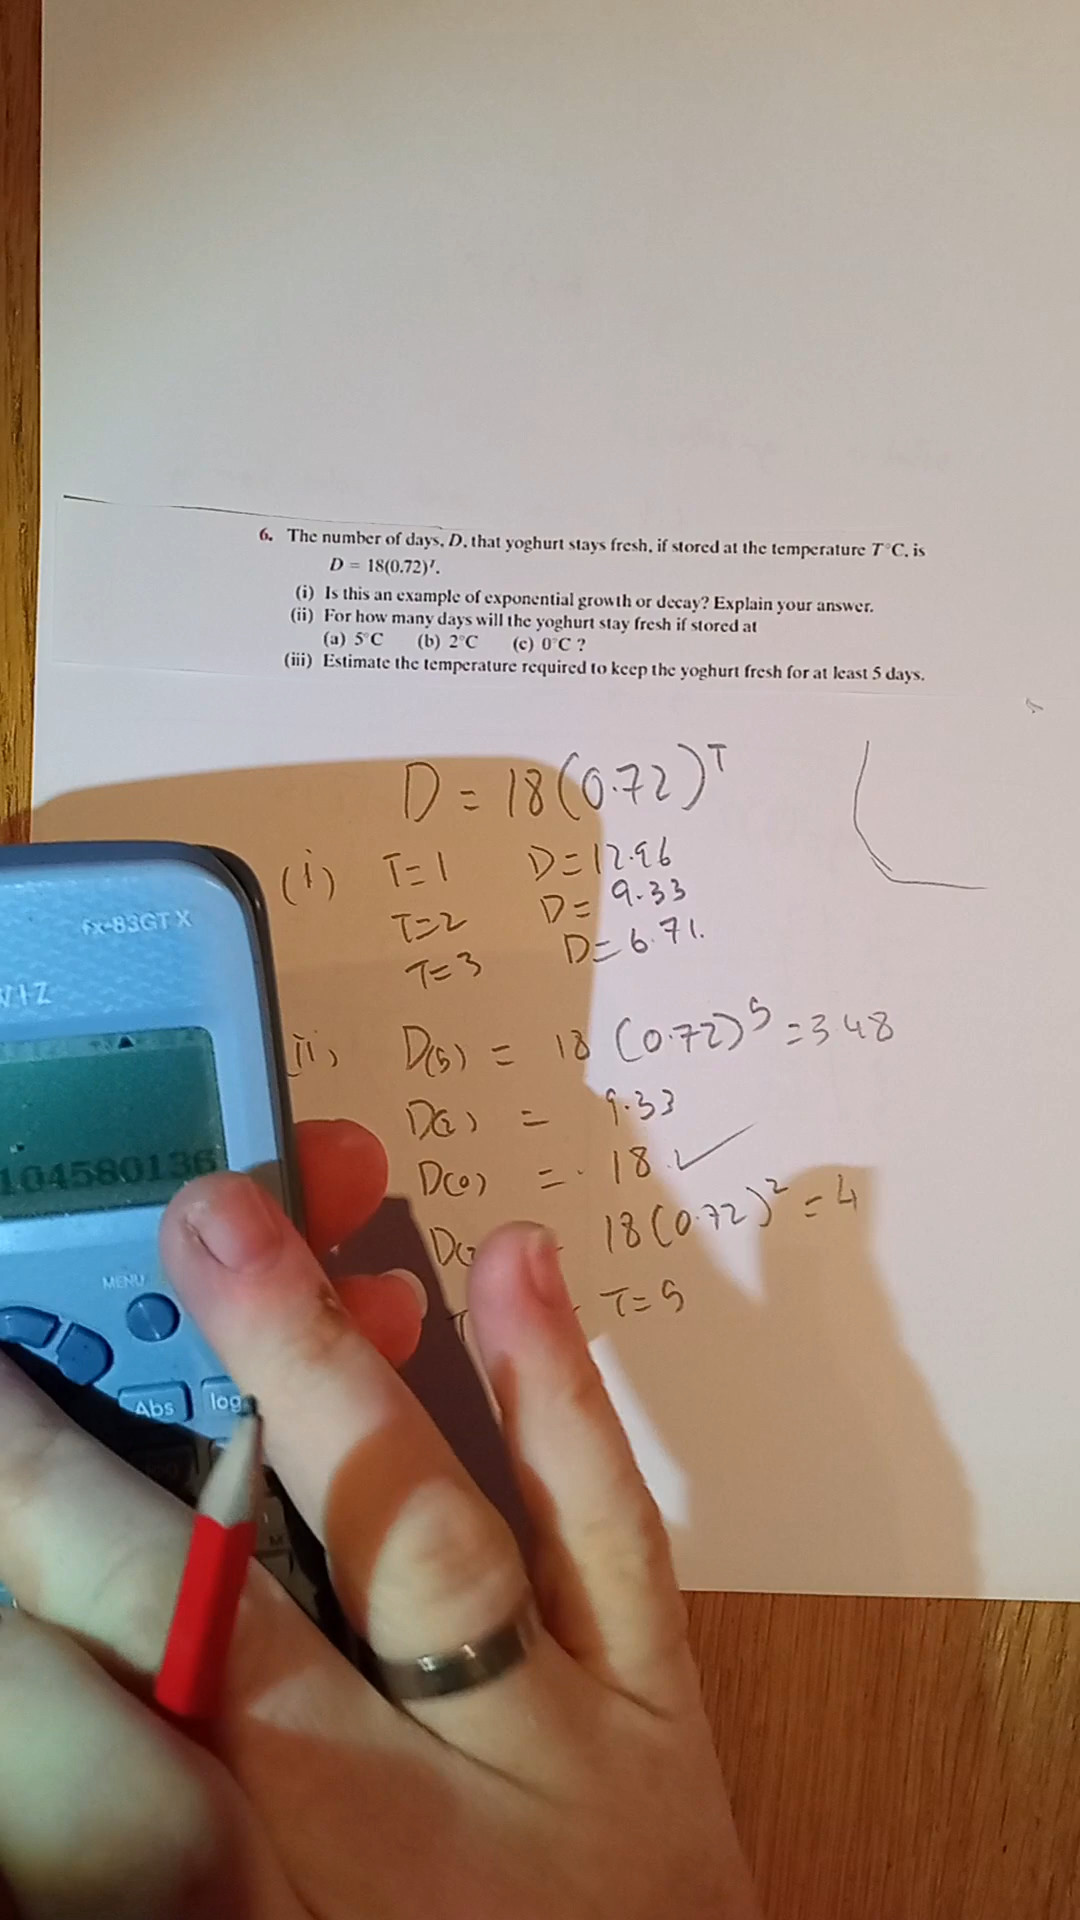 6. The number of days, D, that yoghurt stays fresh, if stored at the temperature T°C, is
D = 18(0.72)ᵀ.
(i) Is this an example of exponential growth or decay? Explain your answer.
(ii) For how many days will the yoghurt stay fresh if stored at
(a) 5°C (b) 2°C (c) 0°C ?
(iii) Estimate the temperature required to keep the yoghurt fresh for at least 5 days.
D = 18(0.72)ᵀ
(i) T=1 D=12.96
T=2 D= 9.33
T=3 D=6.71.
(ii) D(5) = 18 (0.72)⁵ = 3.48
D(2) = 9.33
D(0) = 18 ✓
18(0.72)² = 4
T=5
fx-83GT X
WIZ
104580136
MENU
Abs
log